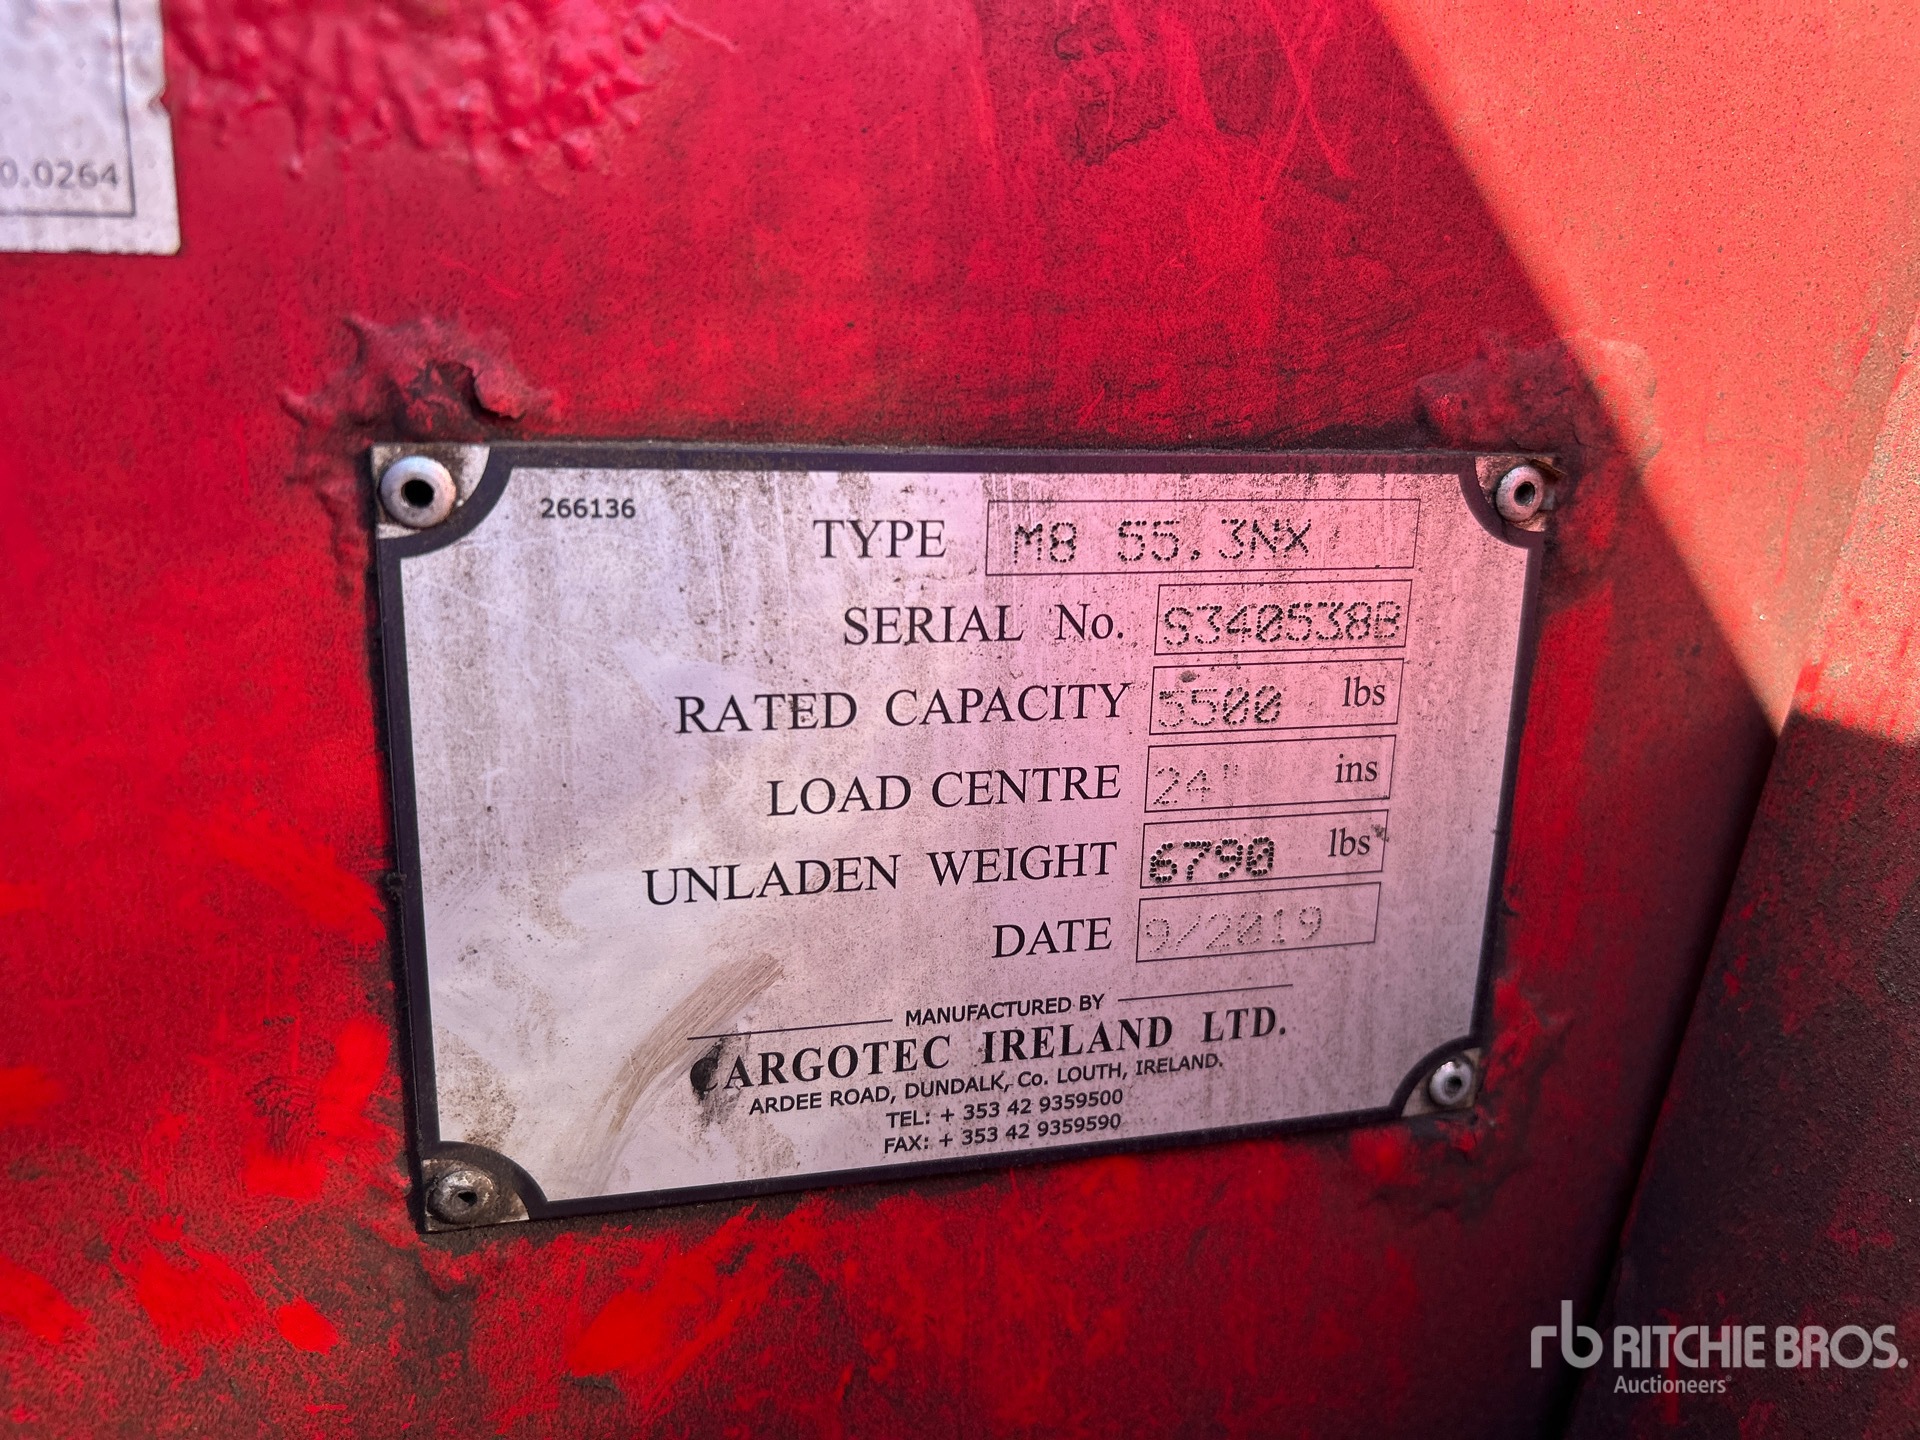 0.0264
266136
TYPE M8 55.3NX
SERIAL No. S340538B
RATED CAPACITY 5500 lbs
LOAD CENTRE 24" ins
UNLADEN WEIGHT 6790 lbs
DATE 9/2019
MANUFACTURED BY
CARGOTEC IRELAND LTD.
ARDEE ROAD, DUNDALK, Co. LOUTH, IRELAND.
TEL: + 353 42 9359500
FAX: + 353 42 9359590
rb RITCHIE BROS.
Auctioneers